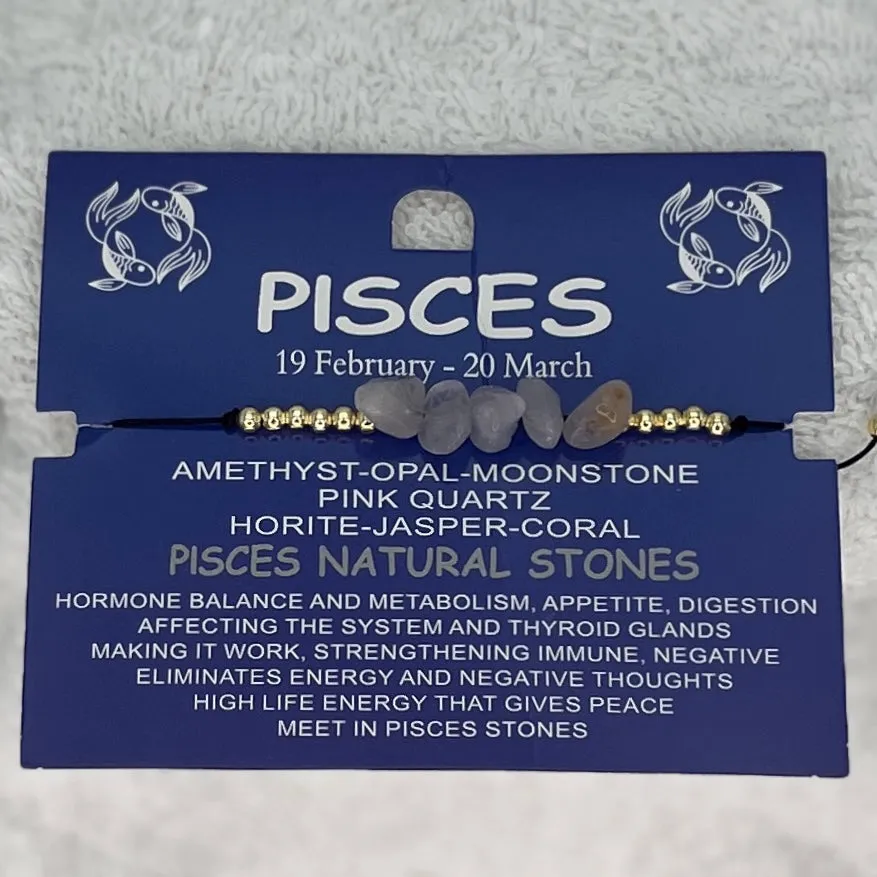 PISCES
19 February - 20 March
AMETHYST-OPAL-MOONSTONE
PINK QUARTZ
HORITE-JASPER-CORAL
PISCES NATURAL STONES
HORMONE BALANCE AND METABOLISM, APPETITE, DIGESTION
AFFECTING THE SYSTEM AND THYROID GLANDS
MAKING IT WORK, STRENGTHENING IMMUNE, NEGATIVE
ELIMINATES ENERGY AND NEGATIVE THOUGHTS
HIGH LIFE ENERGY THAT GIVES PEACE
MEET IN PISCES STONES